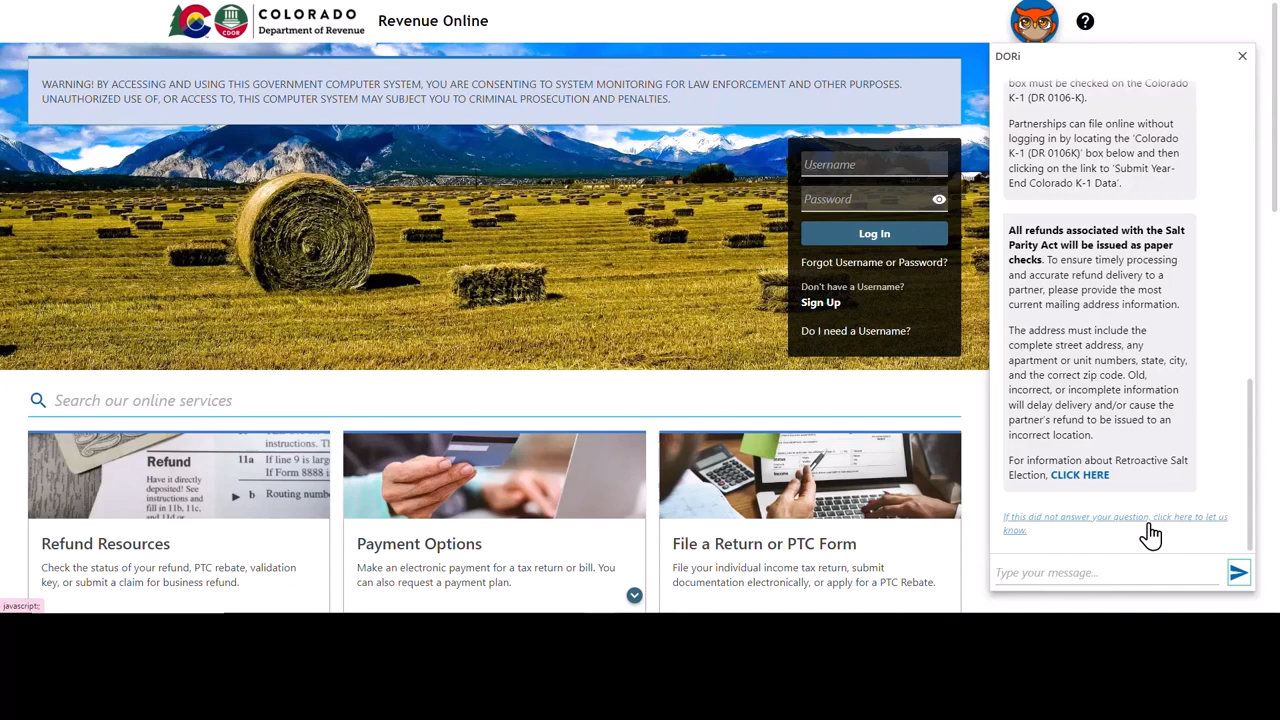 COLORADO
Department of Revenue
CDOR
Revenue Online
?
WARNING! BY ACCESSING AND USING THIS GOVERNMENT COMPUTER SYSTEM, YOU ARE CONSENTING TO SYSTEM MONITORING FOR LAW ENFORCEMENT AND OTHER PURPOSES.
UNAUTHORIZED USE OF, OR ACCESS TO, THIS COMPUTER SYSTEM MAY SUBJECT YOU TO CRIMINAL PROSECUTION AND PENALTIES.
Username
Password
Log In
Forgot Username or Password?
Don't have a Username?
Sign Up
Do I need a Username?
Search our online services
instructions.
Refund
Have it directly
deposited! See
instructions and
fill in 11b, 11c,
and 11d or
11a If line 9 is larg
If Form 8888 i
b Routing numb
Refund Resources
Check the status of your refund, PTC rebate, validation
key, or submit a claim for business refund.
Payment Options
Make an electronic payment for a tax return or bill. You
can also request a payment plan.
File a Return or PTC Form
File your individual income tax return, submit
documentation electronically, or apply for a PTC Rebate.
DORi
box must be checked on the Colorado
K-1 (DR 0106-K).
Partnerships can file online without
logging in by locating the 'Colorado
K-1 (DR 0106K)' box below and then
clicking on the link to 'Submit Year-
End Colorado K-1 Data'.
All refunds associated with the Salt
Parity Act will be issued as paper
checks. To ensure timely processing
and accurate refund delivery to a
partner, please provide the most
current mailing address information.
The address must include the
complete street address, any
apartment or unit numbers, state, city,
and the correct zip code. Old,
incorrect, or incomplete information
will delay delivery and/or cause the
partner's refund to be issued to an
incorrect location.
For information about Retroactive Salt
Election, CLICK HERE
If this did not answer your question, click here to let us
know.
Type your message...
javascript:;